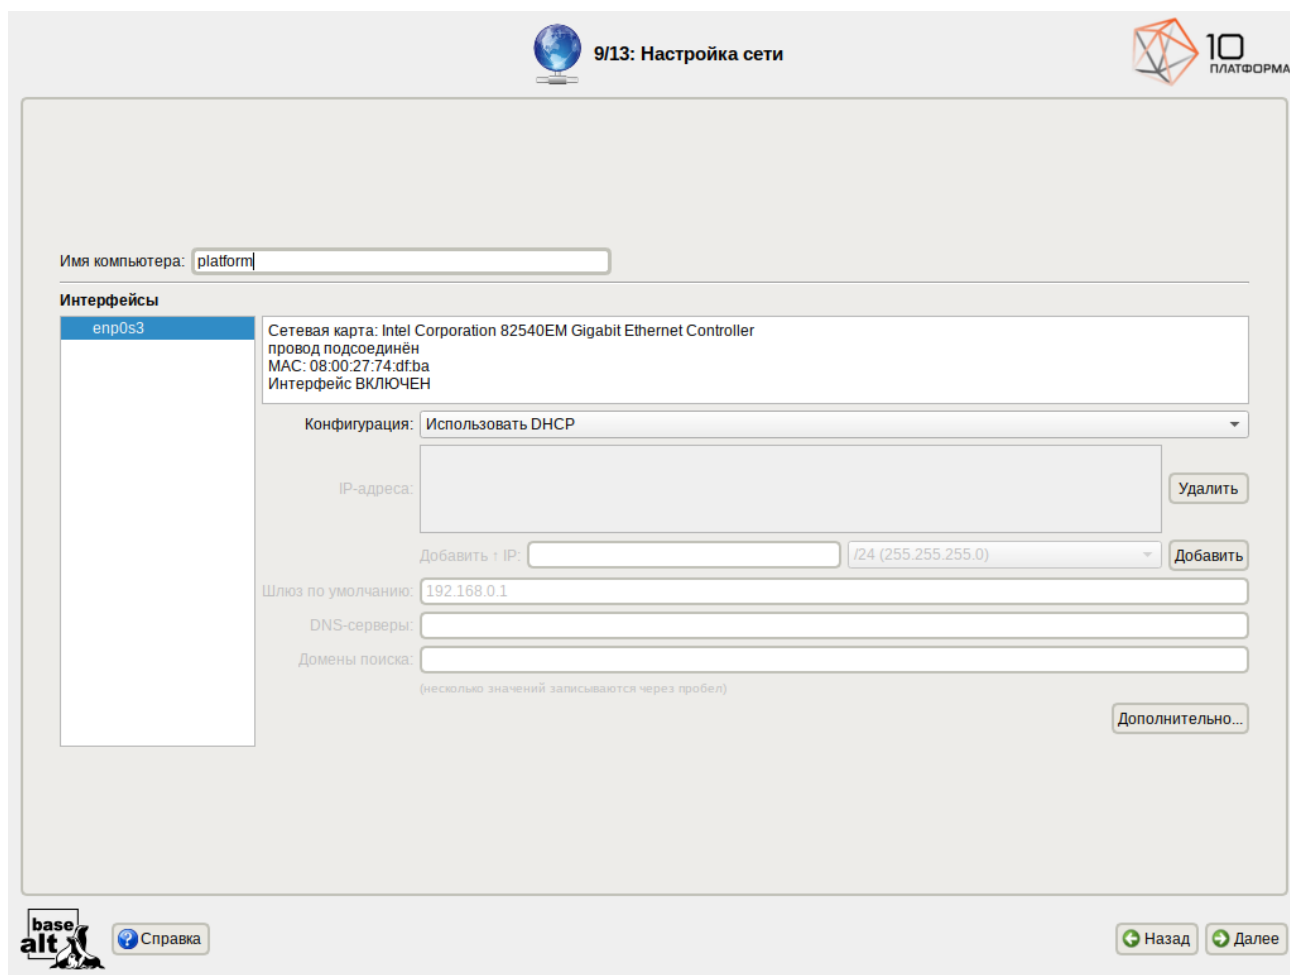 9/13: Настройка сети
10
ПЛАТФОРМА
Имя компьютера: platform
Интерфейсы
enp0s3
Сетевая карта: Intel Corporation 82540EM Gigabit Ethernet Controller
провод подсоединён
MAC: 08:00:27:74:df:ba
Интерфейс ВКЛЮЧЕН
Конфигурация: Использовать DHCP
IP-адреса:
Удалить
Добавить ↑ IP: /24 (255.255.255.0) Добавить
Шлюз по умолчанию: 192.168.0.1
DNS-серверы:
Домены поиска:
(несколько значений записываются через пробел)
Дополнительно...
base
alt
Справка
Назад Далее